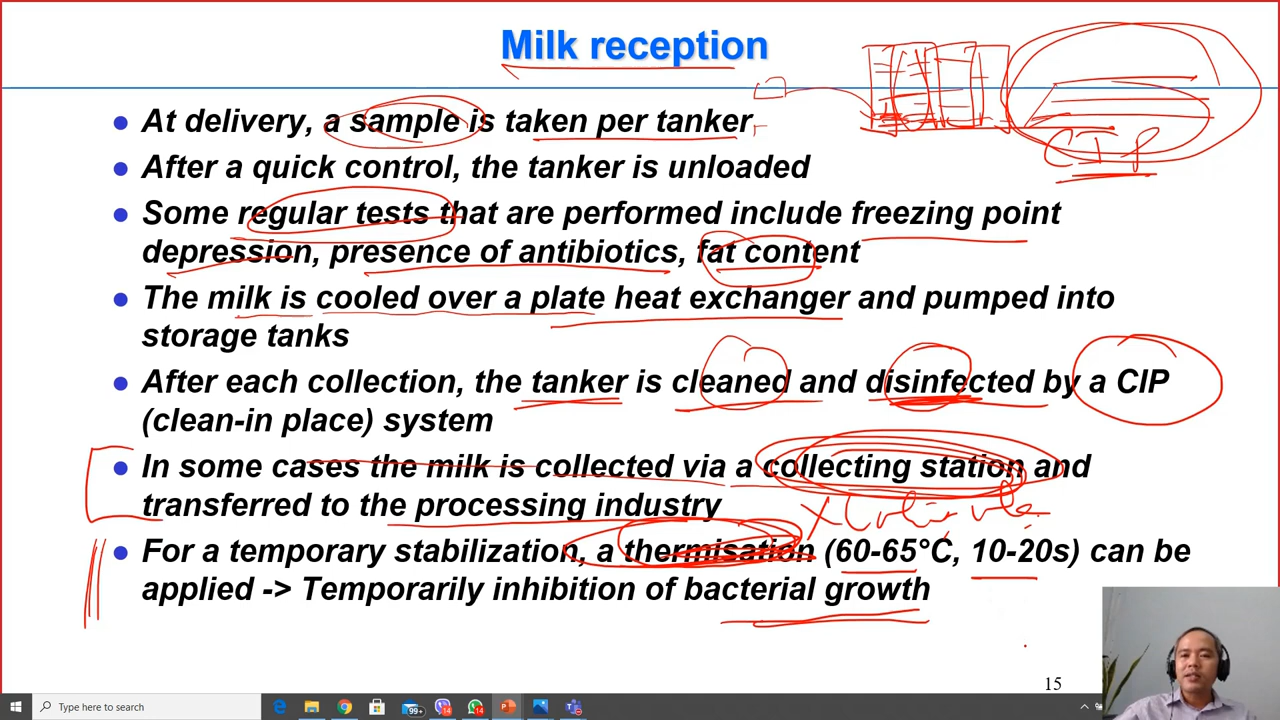 Milk reception
● At delivery, a sample is taken per tanker
● After a quick control, the tanker is unloaded
● Some regular tests that are performed include freezing point
depression, presence of antibiotics, fat content
● The milk is cooled over a plate heat exchanger and pumped into
storage tanks
● After each collection, the tanker is cleaned and disinfected by a CIP
(clean-in place) system
● In some cases the milk is collected via a collecting station and
transferred to the processing industry
● For a temporary stabilization, a thermisation (60-65°C, 10-20s) can be
applied -> Temporarily inhibition of bacterial growth
CIP
15
Type here to search
99+
14
14